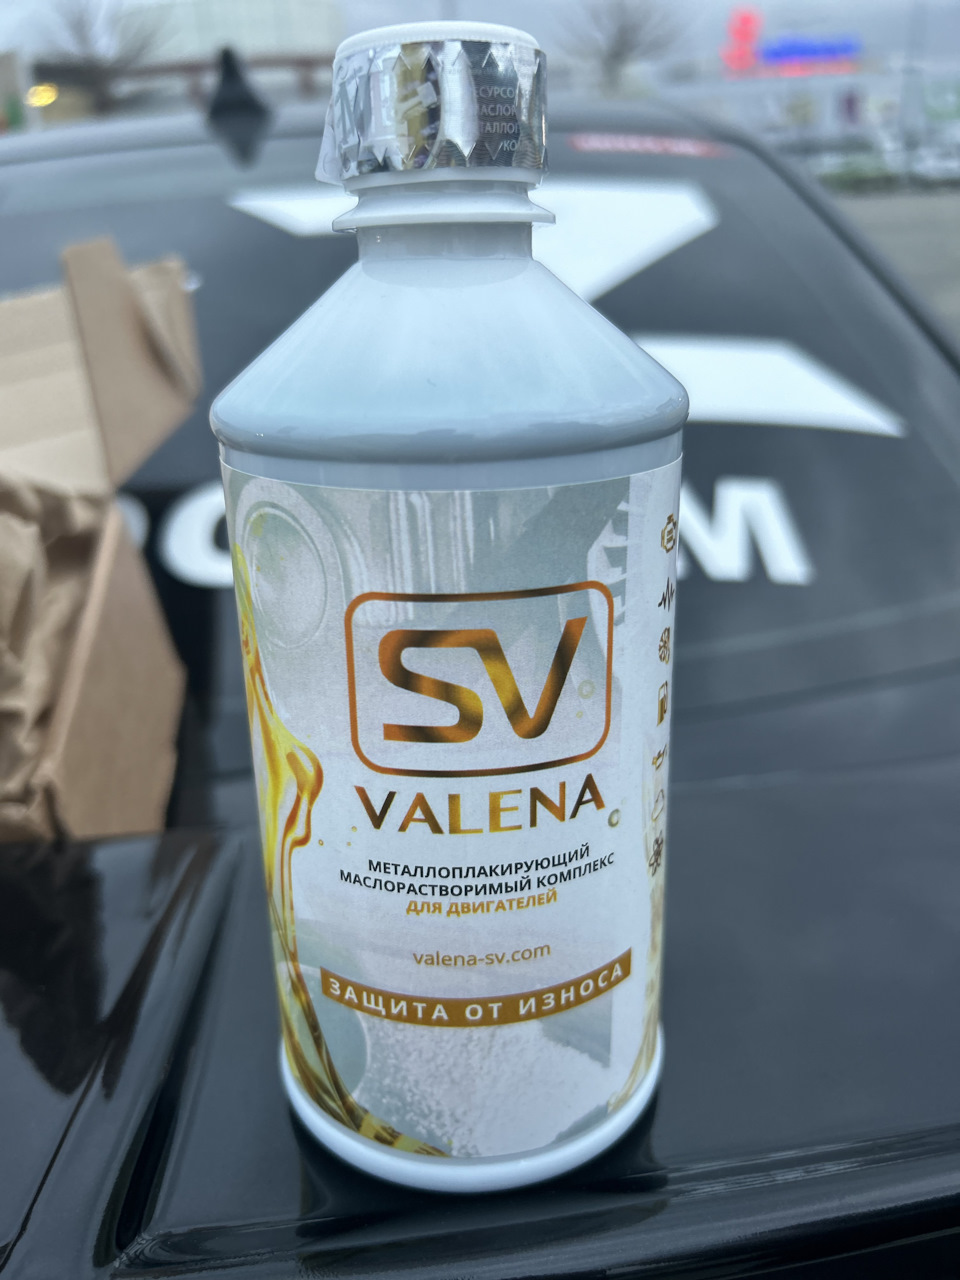 SV
VALENA
МЕТАЛЛОПЛАКИРУЮЩИЙ
МАСЛОРАСТВОРИМЫЙ КОМПЛЕКС
ДЛЯ ДВИГАТЕЛЕЙ
valena-sv.com
ЗАЩИТА ОТ ИЗНОСА